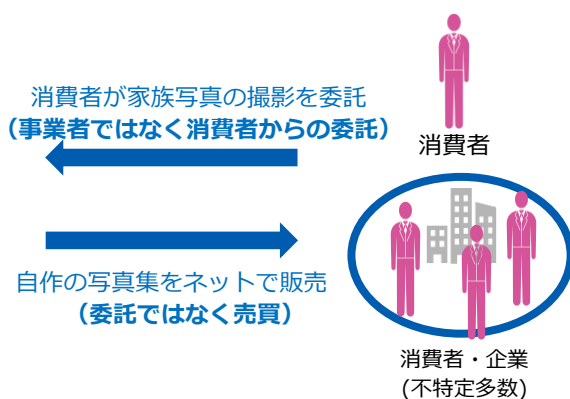 消費者が家族写真の撮影を委託
（事業者ではなく消費者からの委託）
消費者
自作の写真集をネットで販売
（委託ではなく売買）
消費者・企業
(不特定多数)